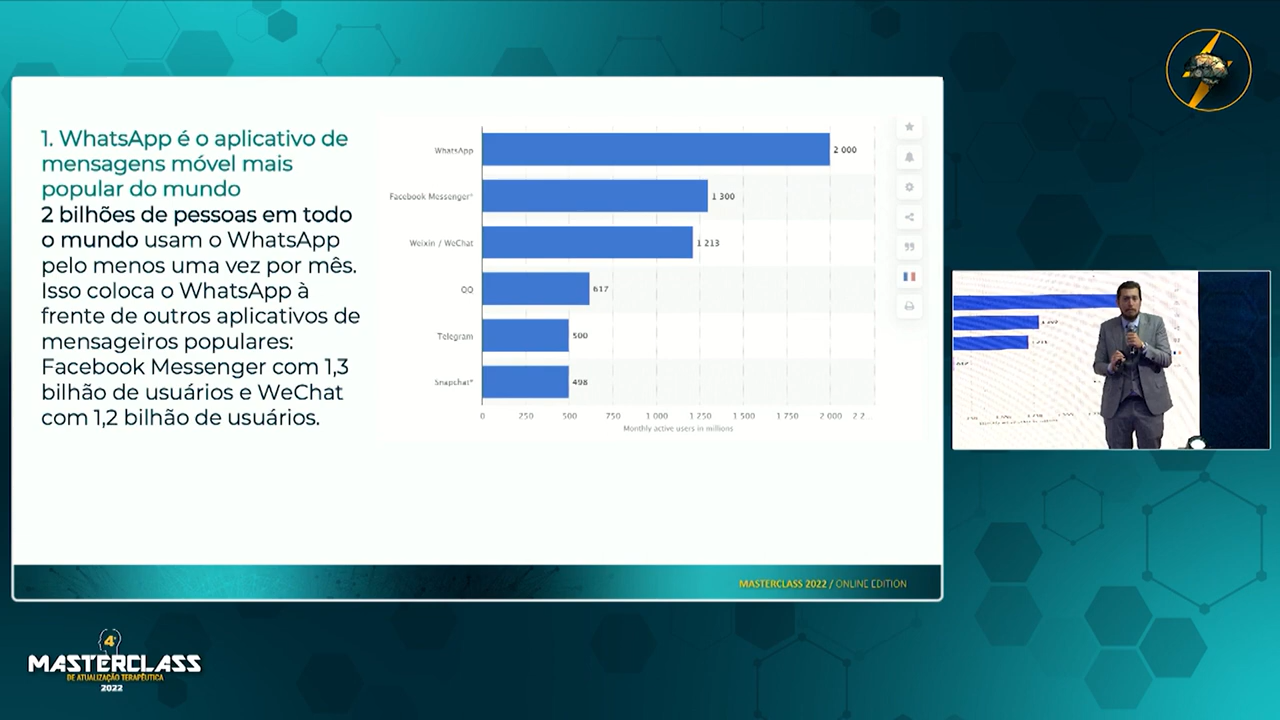 1. WhatsApp é o aplicativo de
mensagens móvel mais
popular do mundo
2 bilhões de pessoas em todo
o mundo usam o WhatsApp
pelo menos uma vez por mês.
Isso coloca o WhatsApp à
frente de outros aplicativos de
mensageiros populares:
Facebook Messenger com 1,3
bilhão de usuários e WeChat
com 1,2 bilhão de usuários.
WhatsApp
2 000
Facebook Messenger*
1 300
Weixin / WeChat
1 213
QQ
617
Telegram
500
Snapchat*
498
0 250 500 750 1 000 1 250 1 500 1 750 2 000 2 2
Monthly active users in millions
MASTERCLASS 2022 / ONLINE EDITION
4ª
MASTERCLASS
DE ATUALIZAÇÃO TERAPÊUTICA
2022